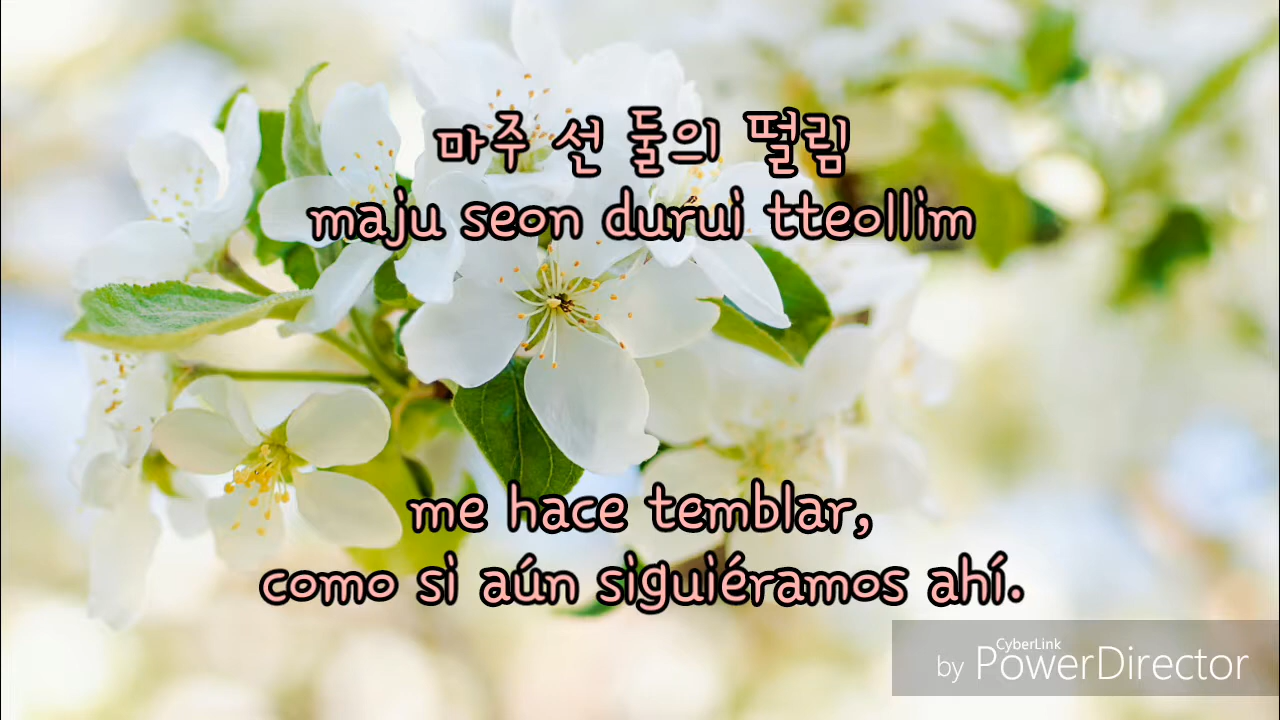 마주 선 둘의 떨림
maju seon durui tteollim
me hace temblar,
como si aún siguiéramos ahí.
CyberLink
by PowerDirector